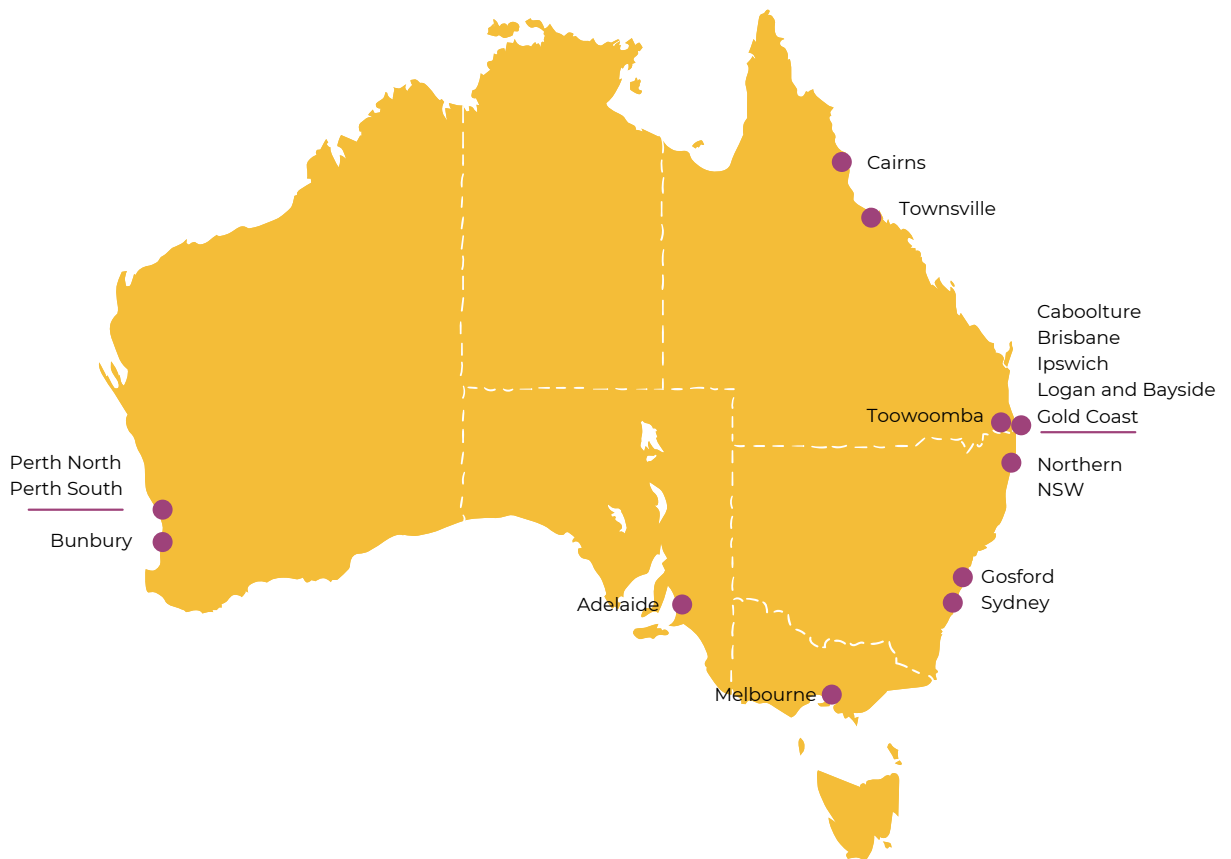 Cairns
Townsville
Caboolture
Brisbane
Ipswich
Logan and Bayside
Toowoomba
Gold Coast
Perth North
Perth South
Northern
NSW
Bunbury
Gosford
Adelaide
Sydney
Melbourne